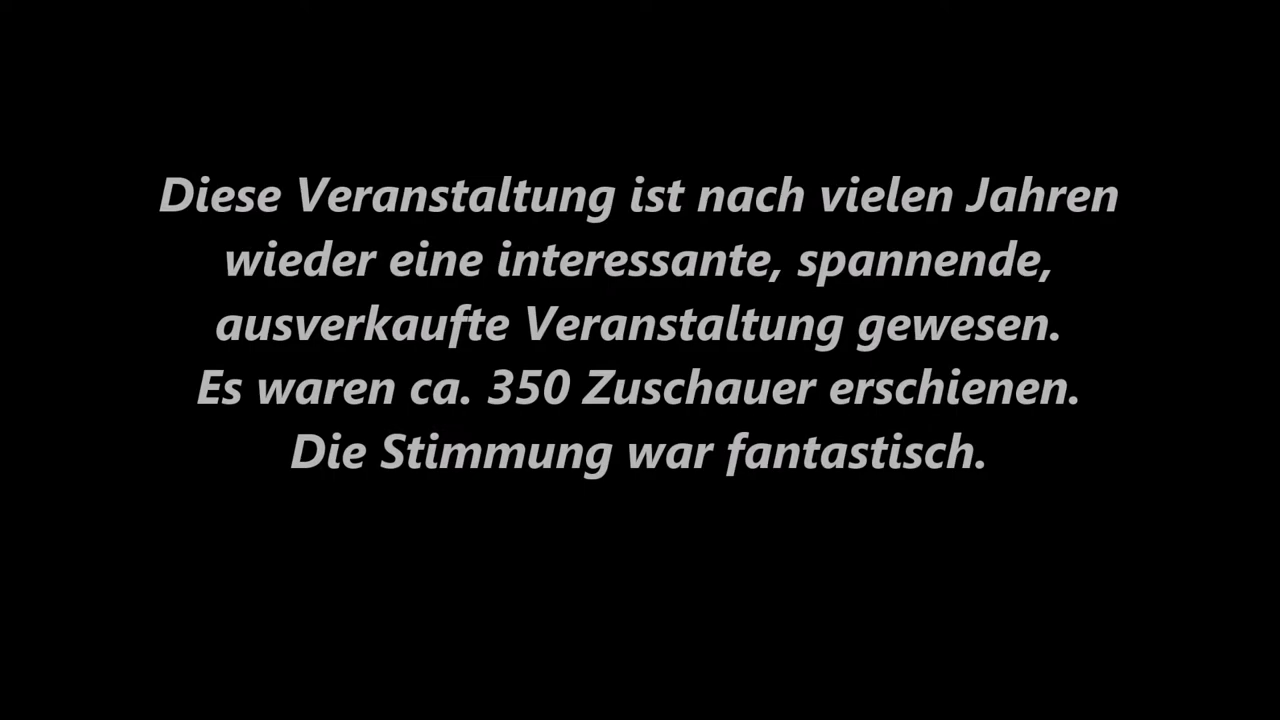 Diese Veranstaltung ist nach vielen Jahren
wieder eine interessante, spannende,
ausverkaufte Veranstaltung gewesen.
Es waren ca. 350 Zuschauer erschienen.
Die Stimmung war fantastisch.